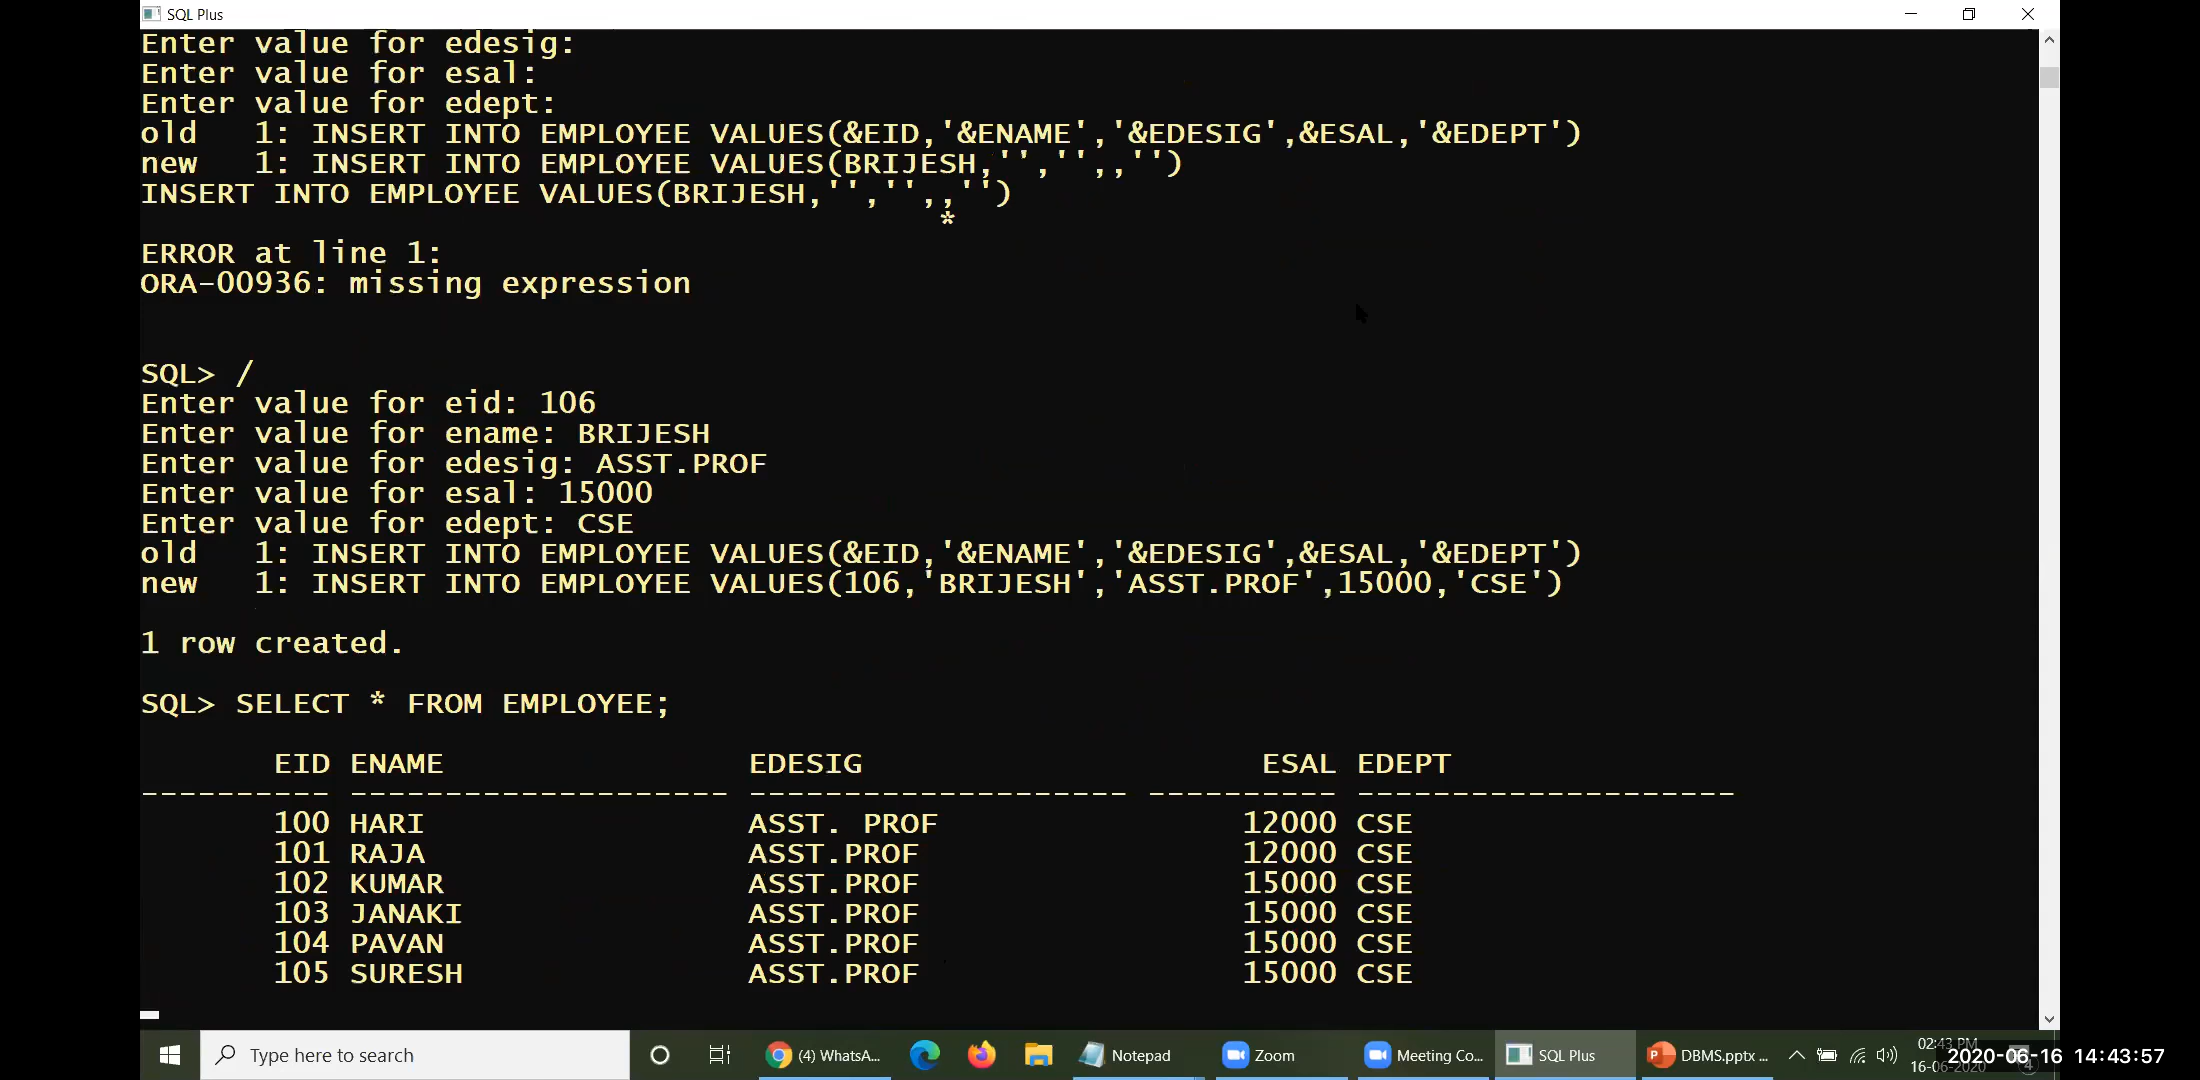 SQL Plus
Enter value for edesig:
Enter value for esal:
Enter value for edept:
old   1: INSERT INTO EMPLOYEE VALUES(&EID,'&ENAME','&EDESIG',&ESAL,'&EDEPT')
new   1: INSERT INTO EMPLOYEE VALUES(BRIJESH,'','',,'')
INSERT INTO EMPLOYEE VALUES(BRIJESH,'','',,'')
*
ERROR at line 1:
ORA-00936: missing expression
SQL> /
Enter value for eid: 106
Enter value for ename: BRIJESH
Enter value for edesig: ASST.PROF
Enter value for esal: 15000
Enter value for edept: CSE
old   1: INSERT INTO EMPLOYEE VALUES(&EID,'&ENAME','&EDESIG',&ESAL,'&EDEPT')
new   1: INSERT INTO EMPLOYEE VALUES(106,'BRIJESH','ASST.PROF',15000,'CSE')
1 row created.
SQL> SELECT * FROM EMPLOYEE;
EID ENAME EDESIG ESAL EDEPT
---------- -------------------- -------------------- ---------- --------------------
100 HARI ASST. PROF 12000 CSE
101 RAJA ASST.PROF 12000 CSE
102 KUMAR ASST.PROF 15000 CSE
103 JANAKI ASST.PROF 15000 CSE
104 PAVAN ASST.PROF 15000 CSE
105 SURESH ASST.PROF 15000 CSE
Type here to search (4) WhatsA... Notepad Zoom Meeting Co... SQL Plus DBMS.pptx ... 02:43 PM
16-06-2020 4
2020-06-16 14:43:57